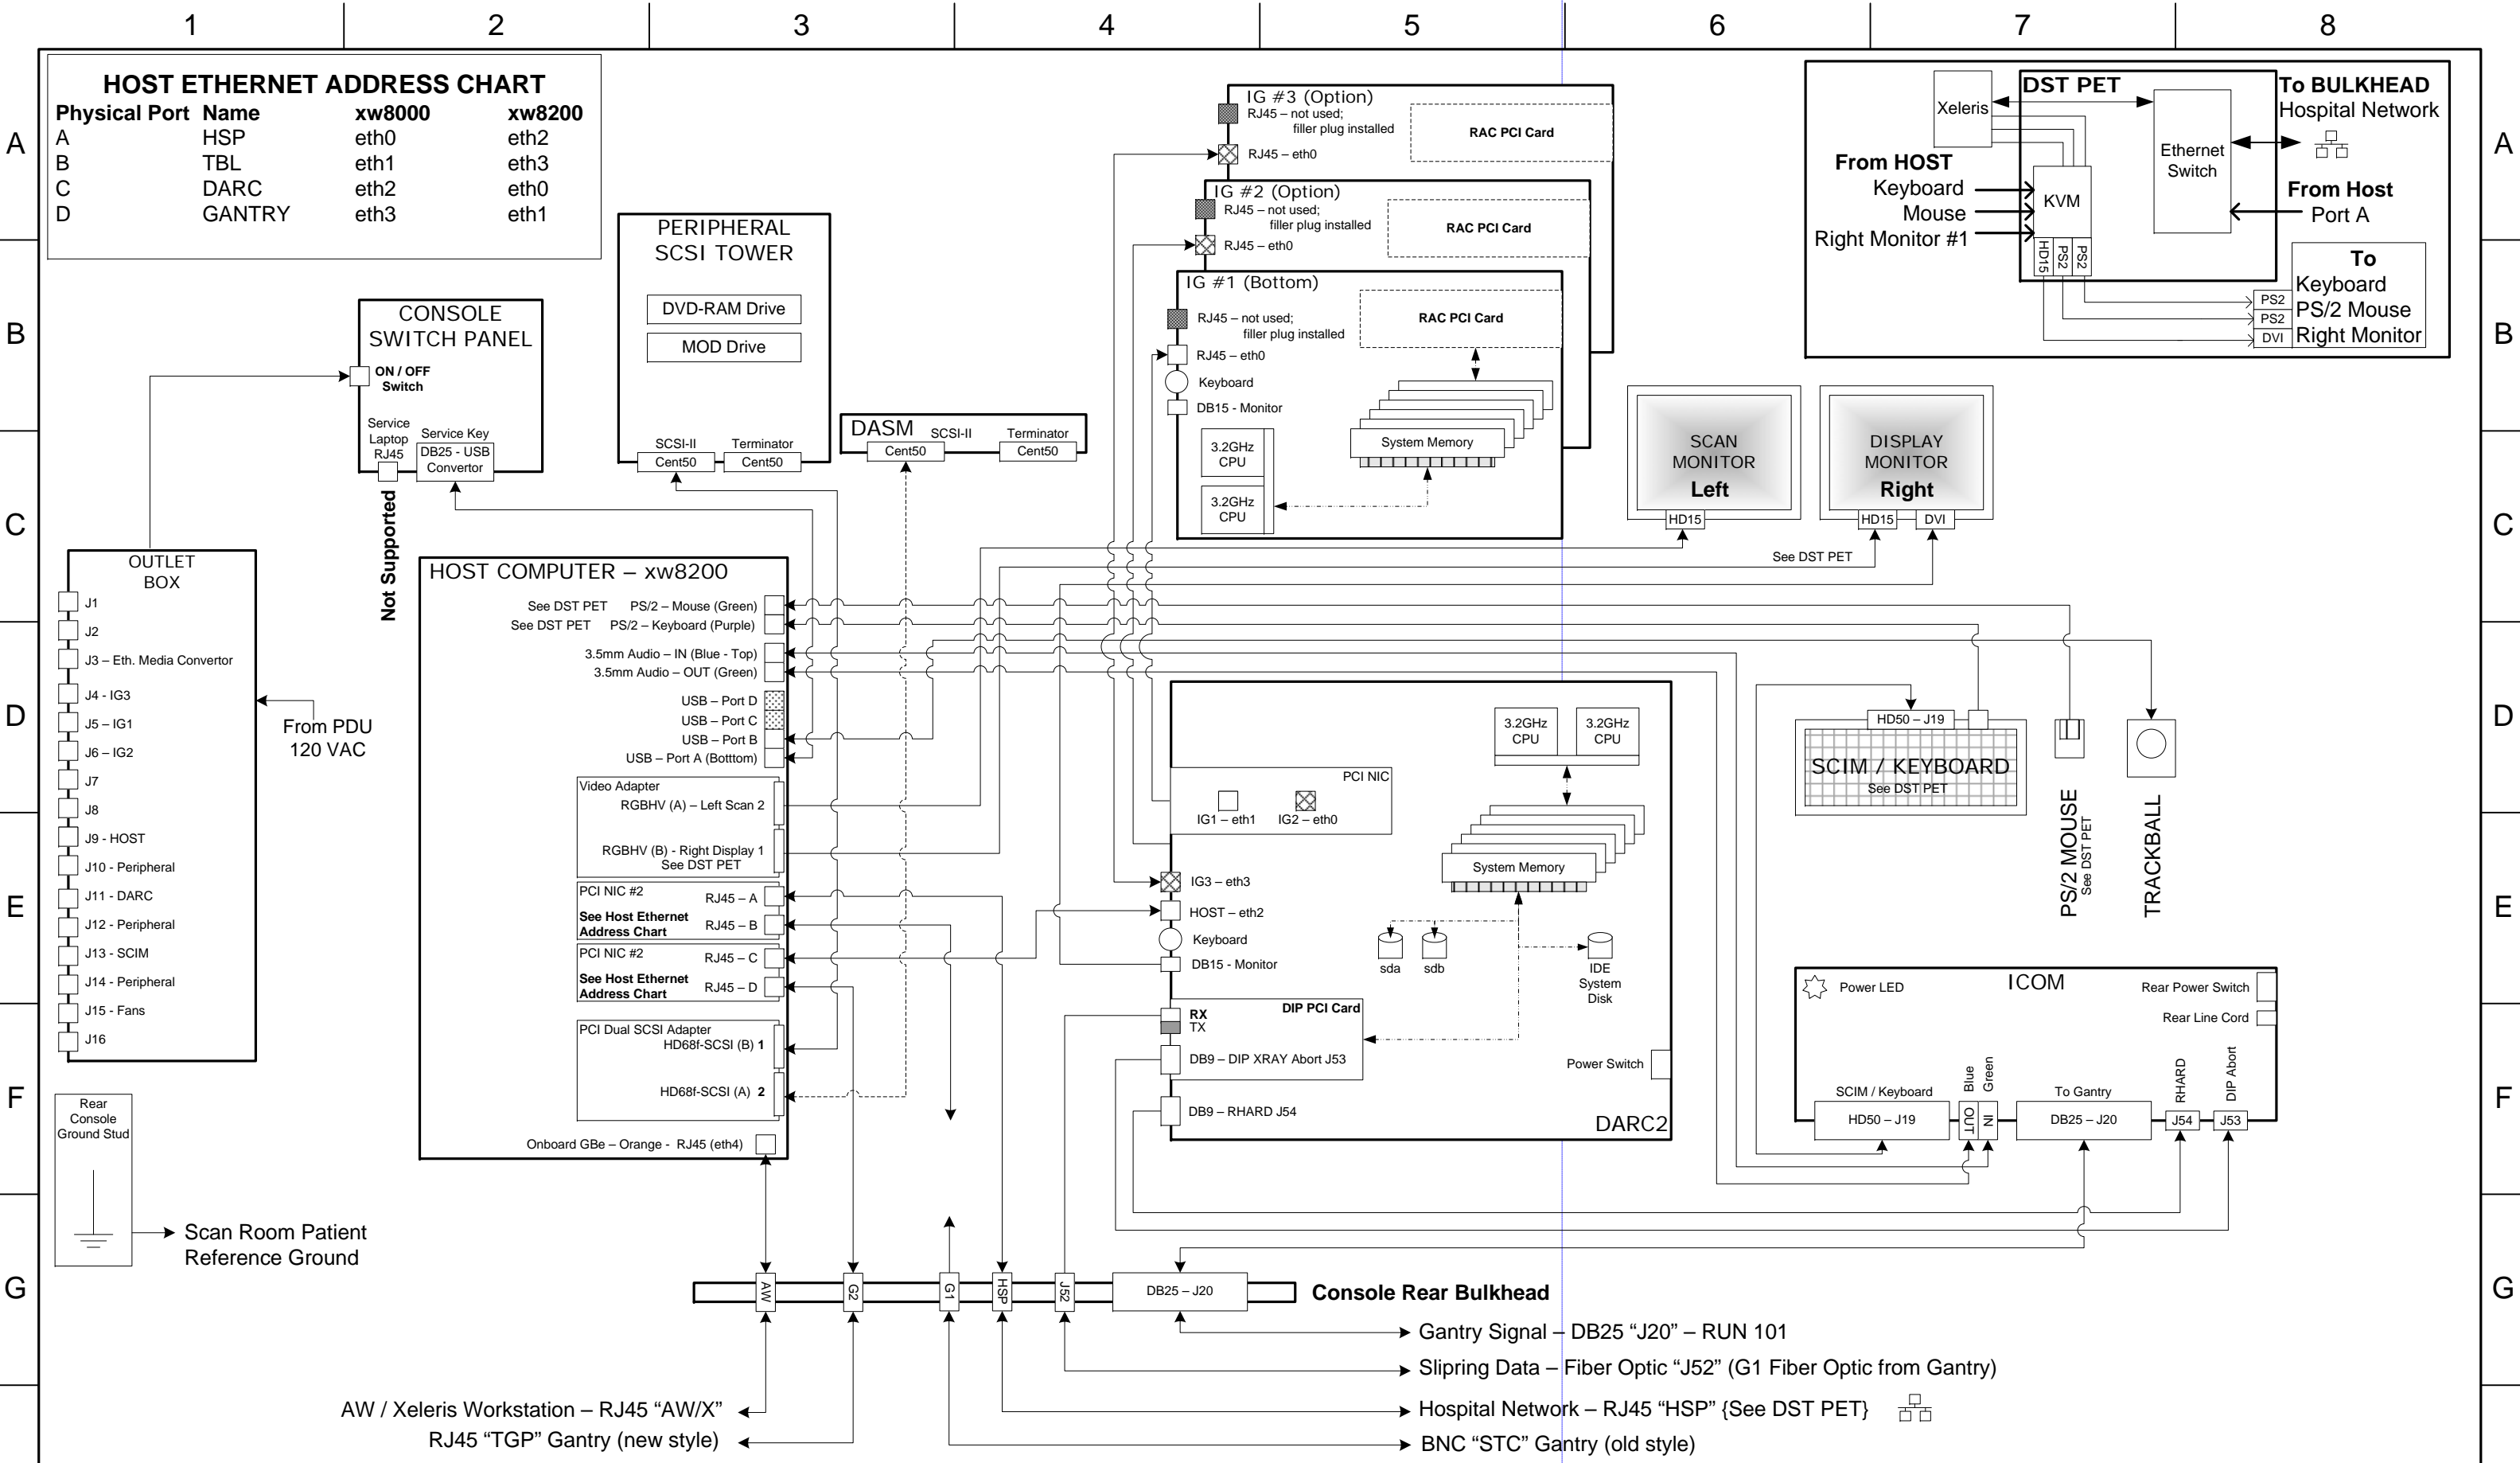 1 2 3 4 5 6 7 8
A
B
C
D
E
F
G
HOST ETHERNET ADDRESS CHART
Physical Port Name xw8000 xw8200
A HSP eth0 eth2
B TBL eth1 eth3
C DARC eth2 eth0
D GANTRY eth3 eth1
CONSOLE
SWITCH PANEL
ON / OFF
Switch
Service
Laptop
RJ45
Service Key
DB25 - USB
Convertor
Not Supported
PERIPHERAL
SCSI TOWER
DVD-RAM Drive
MOD Drive
SCSI-II Terminator
Cent50 Cent50
DASM SCSI-II Terminator
Cent50 Cent50
IG #3 (Option)
RJ45 – not used;
filler plug installed
RAC PCI Card
RJ45 – eth0
IG #2 (Option)
RJ45 – not used;
filler plug installed
RAC PCI Card
RJ45 – eth0
IG #1 (Bottom)
RJ45 – not used;
filler plug installed
RAC PCI Card
RJ45 – eth0
Keyboard
DB15 - Monitor
3.2GHz
CPU
3.2GHz
CPU
System Memory
DST PET
Xeleris
Ethernet
Switch
To BULKHEAD
Hospital Network
From HOST
Keyboard
Mouse
Right Monitor #1
KVM
HD15
PS2
PS2
From Host
Port A
To
PS2 Keyboard
PS2 PS/2 Mouse
DVI Right Monitor
SCAN
MONITOR
Left
HD15
DISPLAY
MONITOR
Right
HD15 DVI
See DST PET
OUTLET
BOX
J1
J2
J3 – Eth. Media Convertor
J4 - IG3
J5 – IG1
J6 – IG2
J7
J8
J9 - HOST
J10 - Peripheral
J11 - DARC
J12 - Peripheral
J13 - SCIM
J14 - Peripheral
J15 - Fans
J16
From PDU
120 VAC
HOST COMPUTER – xw8200
See DST PET PS/2 – Mouse (Green)
See DST PET PS/2 – Keyboard (Purple)
3.5mm Audio – IN (Blue - Top)
3.5mm Audio – OUT (Green)
USB – Port D
USB – Port C
USB – Port B
USB – Port A (Botttom)
Video Adapter
RGBHV (A) – Left Scan 2
RGBHV (B) - Right Display 1
See DST PET
PCI NIC #2
RJ45 – A
See Host Ethernet
Address Chart
RJ45 – B
PCI NIC #2
RJ45 – C
See Host Ethernet
Address Chart
RJ45 – D
PCI Dual SCSI Adapter
HD68f-SCSI (B) 1
HD68f-SCSI (A) 2
Onboard GBe – Orange - RJ45 (eth4)
3.2GHz
CPU
3.2GHz
CPU
PCI NIC
IG1 – eth1 IG2 – eth0
System Memory
IG3 – eth3
HOST – eth2
Keyboard
DB15 - Monitor
sda sdb
IDE
System
Disk
RX
TX
DIP PCI Card
DB9 – DIP XRAY Abort J53
DB9 – RHARD J54
Power Switch
DARC2
HD50 – J19
SCIM / KEYBOARD
See DST PET
PS/2 MOUSE
See DST PET
TRACKBALL
ICOM
Power LED
Rear Power Switch
Rear Line Cord
SCIM / Keyboard
HD50 – J19
Blue
Green
OUT
IN
To Gantry
DB25 – J20
RHARD
J54
DIP Abort
J53
Rear
Console
Ground Stud
Scan Room Patient
Reference Ground
AW
G2
G1
HSP
J52
DB25 – J20
Console Rear Bulkhead
Gantry Signal – DB25 “J20” – RUN 101
Slipring Data – Fiber Optic “J52” (G1 Fiber Optic from Gantry)
AW / Xeleris Workstation – RJ45 “AW/X”
Hospital Network – RJ45 “HSP” {See DST PET}
RJ45 “TGP” Gantry (new style)
BNC “STC” Gantry (old style)
A
B
C
D
E
F
G